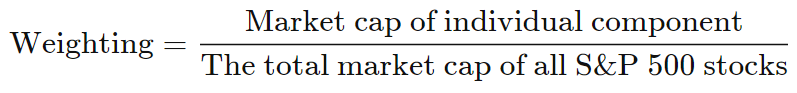 Weighting = Market cap of individual component
The total market cap of all S&P 500 stocks